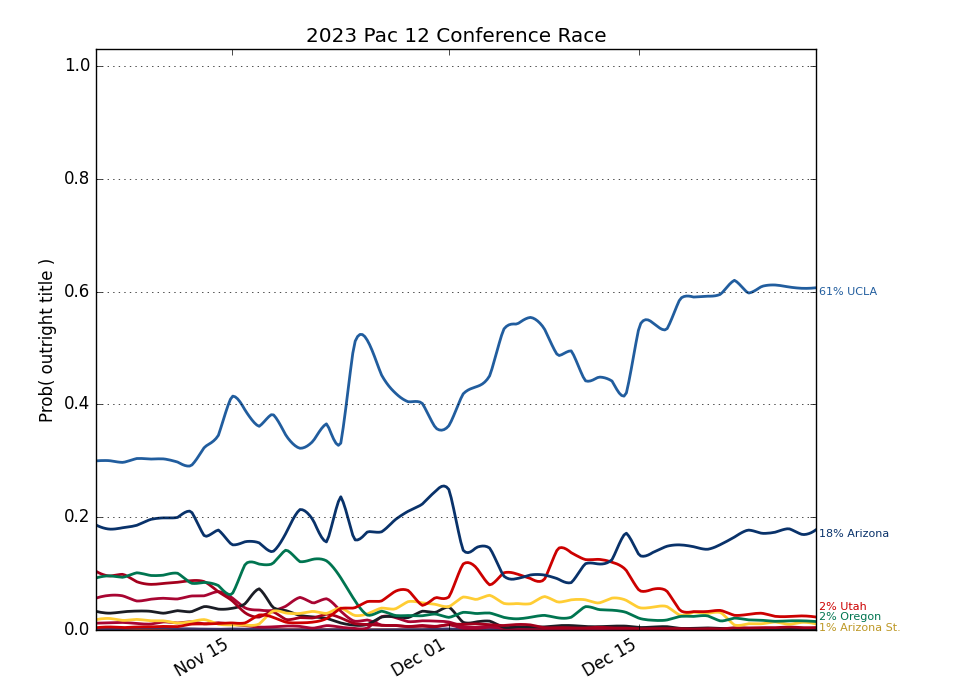 2023 Pac 12 Conference Race
Prob( outright title )
1.0
0.8
0.6
0.4
0.2
0.0
61% UCLA
18% Arizona
2% Utah
2% Oregon
1% Arizona St.
Nov 15
Dec 01
Dec 15